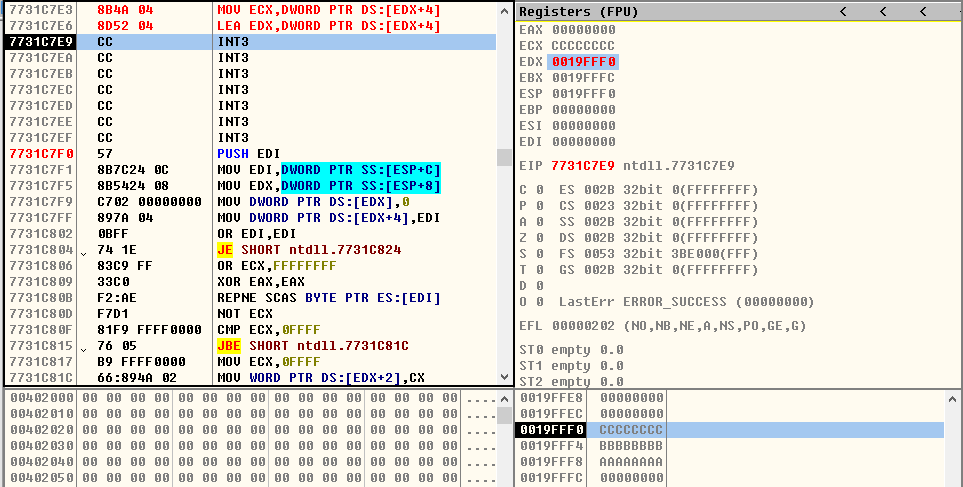 7731C7E3 8B4A 04 MOV ECX,DWORD PTR DS:[EDX+4]
7731C7E6 8D52 04 LEA EDX,DWORD PTR DS:[EDX+4]
7731C7E9 CC INT3
7731C7EA CC INT3
7731C7EB CC INT3
7731C7EC CC INT3
7731C7ED CC INT3
7731C7EE CC INT3
7731C7EF CC INT3
7731C7F0 57 PUSH EDI
7731C7F1 8B7C24 0C MOV EDI,DWORD PTR SS:[ESP+C]
7731C7F5 8B5424 08 MOV EDX,DWORD PTR SS:[ESP+8]
7731C7F9 C702 00000000 MOV DWORD PTR DS:[EDX],0
7731C7FF 897A 04 MOV DWORD PTR DS:[EDX+4],EDI
7731C802 0BFF OR EDI,EDI
7731C804 74 1E JE SHORT ntdll.7731C824
7731C806 83C9 FF OR ECX,FFFFFFFF
7731C809 33C0 XOR EAX,EAX
7731C80B F2:AE REPNE SCAS BYTE PTR ES:[EDI]
7731C80D F7D1 NOT ECX
7731C80F 81F9 FFFF0000 CMP ECX,0FFFF
7731C815 76 05 JBE SHORT ntdll.7731C81C
7731C817 B9 FFFF0000 MOV ECX,0FFFF
7731C81C 66:894A 02 MOV WORD PTR DS:[EDX+2],CX
Registers (FPU) < < <
EAX 00000000
ECX CCCCCCCC
EDX 0019FFF0
EBX 0019FFFC
ESP 0019FFF0
EBP 00000000
ESI 00000000
EDI 00000000
EIP 7731C7E9 ntdll.7731C7E9
C 0 ES 002B 32bit 0(FFFFFFFF)
P 0 CS 0023 32bit 0(FFFFFFFF)
A 0 SS 002B 32bit 0(FFFFFFFF)
Z 0 DS 002B 32bit 0(FFFFFFFF)
S 0 FS 0053 32bit 3BE000(FFF)
T 0 GS 002B 32bit 0(FFFFFFFF)
D 0
O 0 LastErr ERROR_SUCCESS (00000000)
EFL 00000202 (NO,NB,NE,A,NS,PO,GE,G)
ST0 empty 0.0
ST1 empty 0.0
ST2 empty 0.0
00402000 00 00 00 00 00 00 00 00 00 00 00 00 00 00 00 00 ....
00402010 00 00 00 00 00 00 00 00 00 00 00 00 00 00 00 00 ....
00402020 00 00 00 00 00 00 00 00 00 00 00 00 00 00 00 00 ....
00402030 00 00 00 00 00 00 00 00 00 00 00 00 00 00 00 00 ....
00402040 00 00 00 00 00 00 00 00 00 00 00 00 00 00 00 00 ....
00402050 00 00 00 00 00 00 00 00 00 00 00 00 00 00 00 00 ....
0019FFE8 00000000
0019FFEC 00000000
0019FFF0 CCCCCCCC
0019FFF4 BBBBBBBB
0019FFF8 AAAAAAAA
0019FFFC 00000000